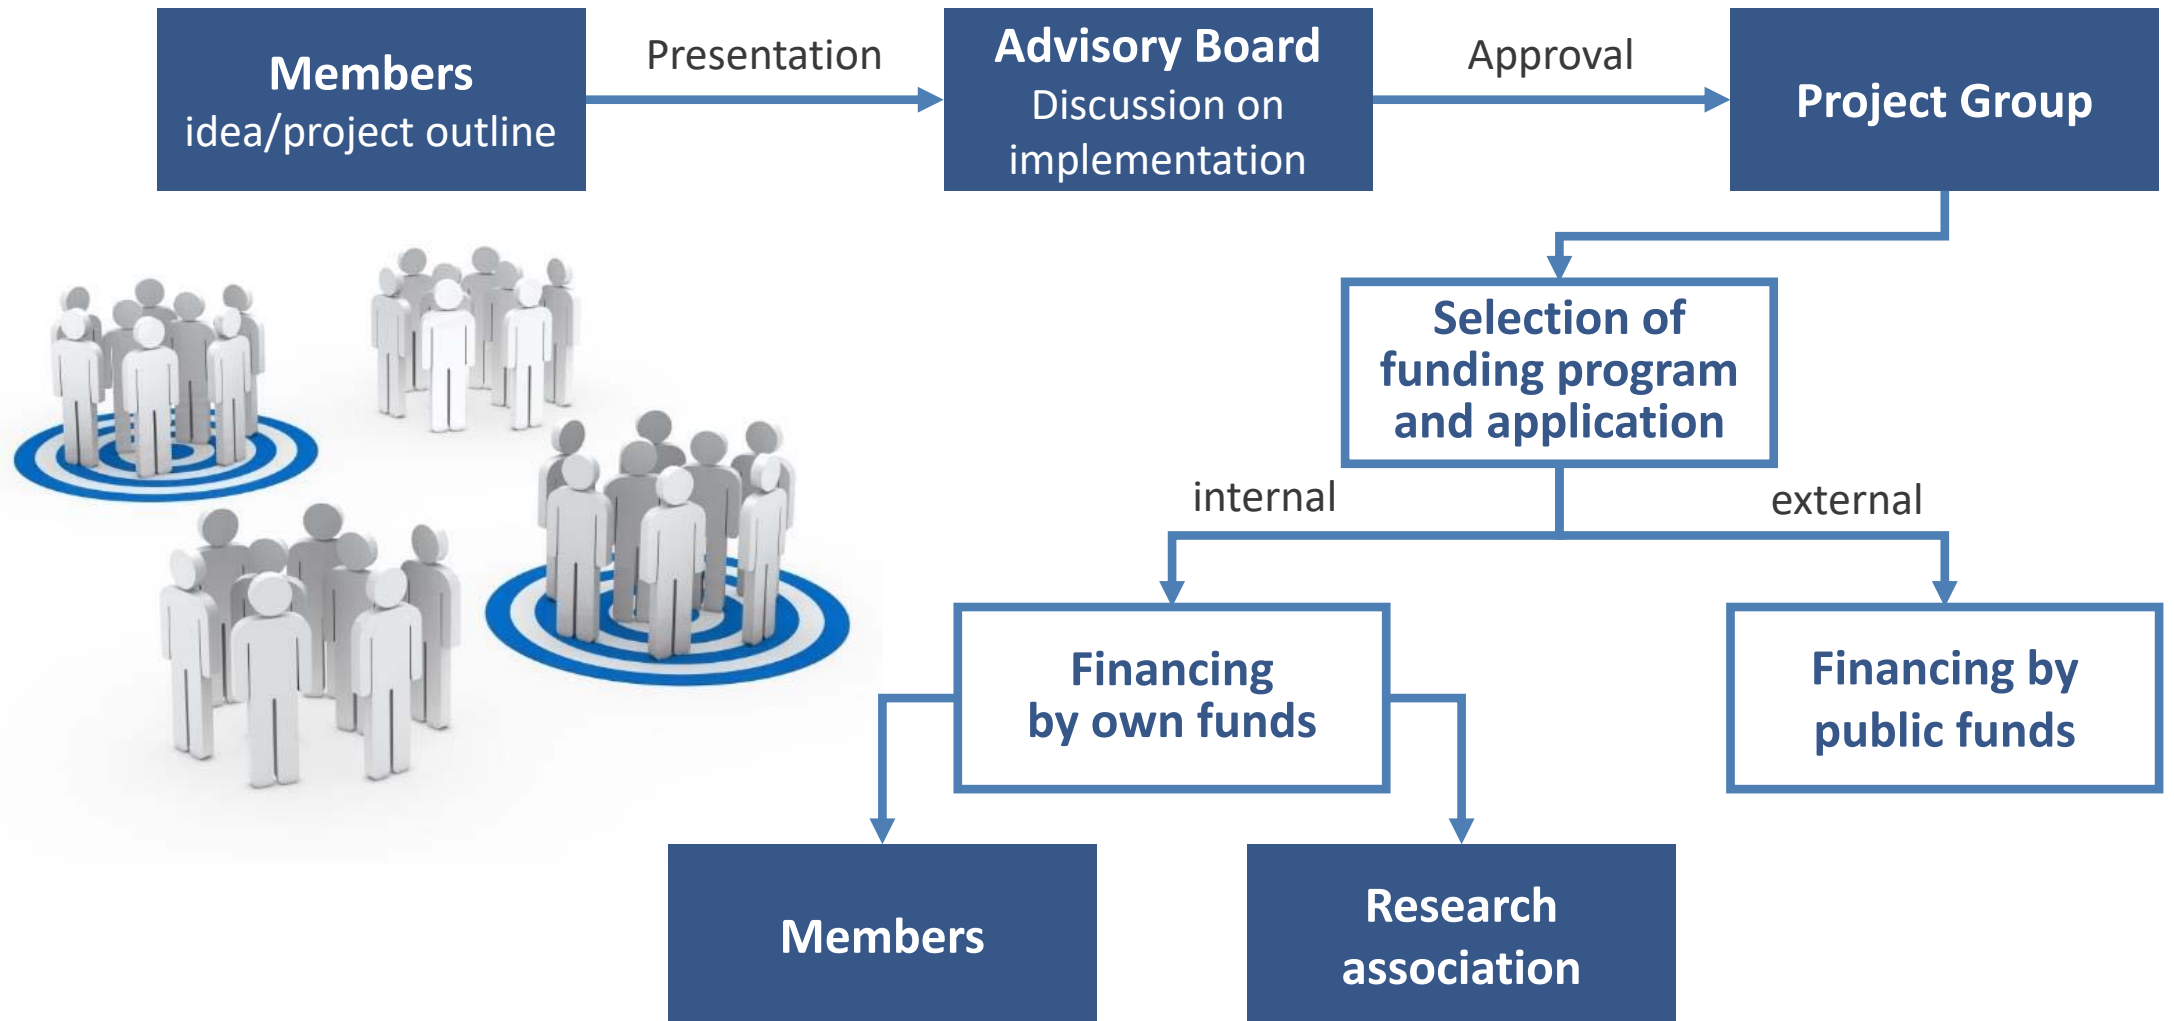 Members
idea/project outline
Presentation
Advisory Board
Discussion on
implementation
Approval
Project Group
Selection of
funding program
and application
internal
external
Financing
by own funds
Financing by
public funds
Members
Research
association